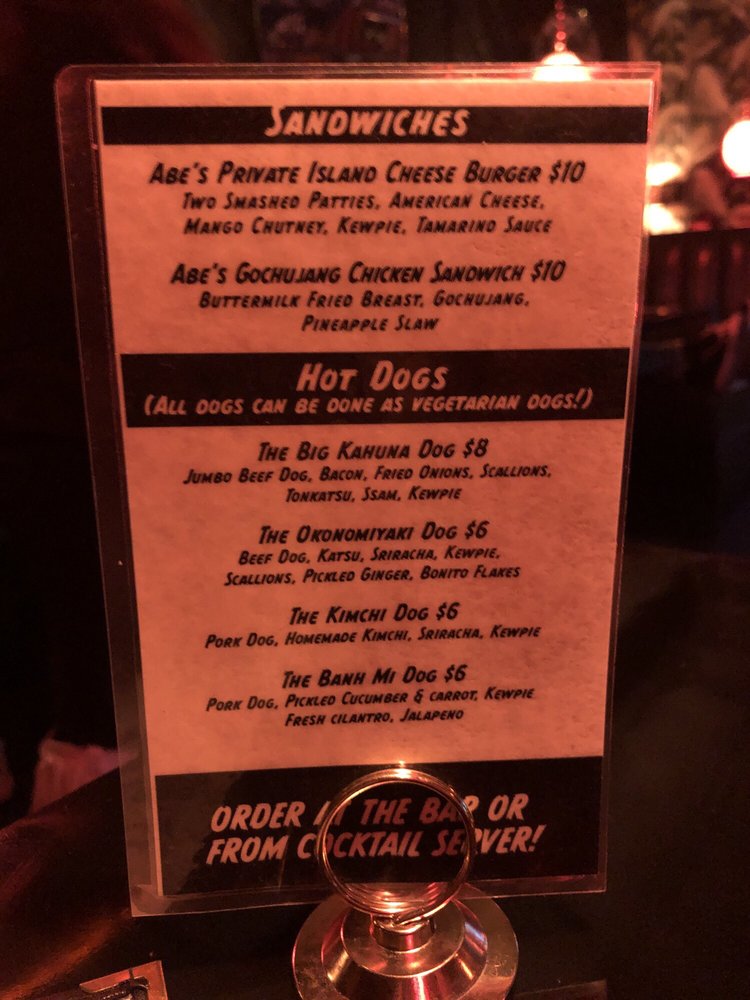 SANDWICHES
ABE'S PRIVATE ISLAND CHEESE BURGER $10
TWO SMASHED PATTIES, AMERICAN CHEESE,
MANGO CHUTNEY, KEWPIE, TAMARIND SAUCE
ABE'S GOCHUJANG CHICKEN SANDWICH $10
BUTTERMILK FRIED BREAST, GOCHUJANG,
PINEAPPLE SLAW
HOT DOGS
(ALL DOGS CAN BE DONE AS VEGETARIAN DOGS!)
THE BIG KAHUNA DOG $8
JUMBO BEEF DOG, BACON, FRIED ONIONS, SCALLIONS,
TONKATSU, SSAM, KEWPIE
THE OKONOMIYAKI DOG $6
BEEF DOG, KATSU, SRIRACHA, KEWPIE,
SCALLIONS, PICKLED GINGER, BONITO FLAKES
THE KIMCHI DOG $6
PORK DOG, HOMEMADE KIMCHI, SRIRACHA, KEWPIE
THE BANH MI DOG $6
PORK DOG, PICKLED CUCUMBER & CARROT, KEWPIE
FRESH CILANTRO, JALAPENO
ORDER AT THE BAR OR
FROM COCKTAIL SERVER!